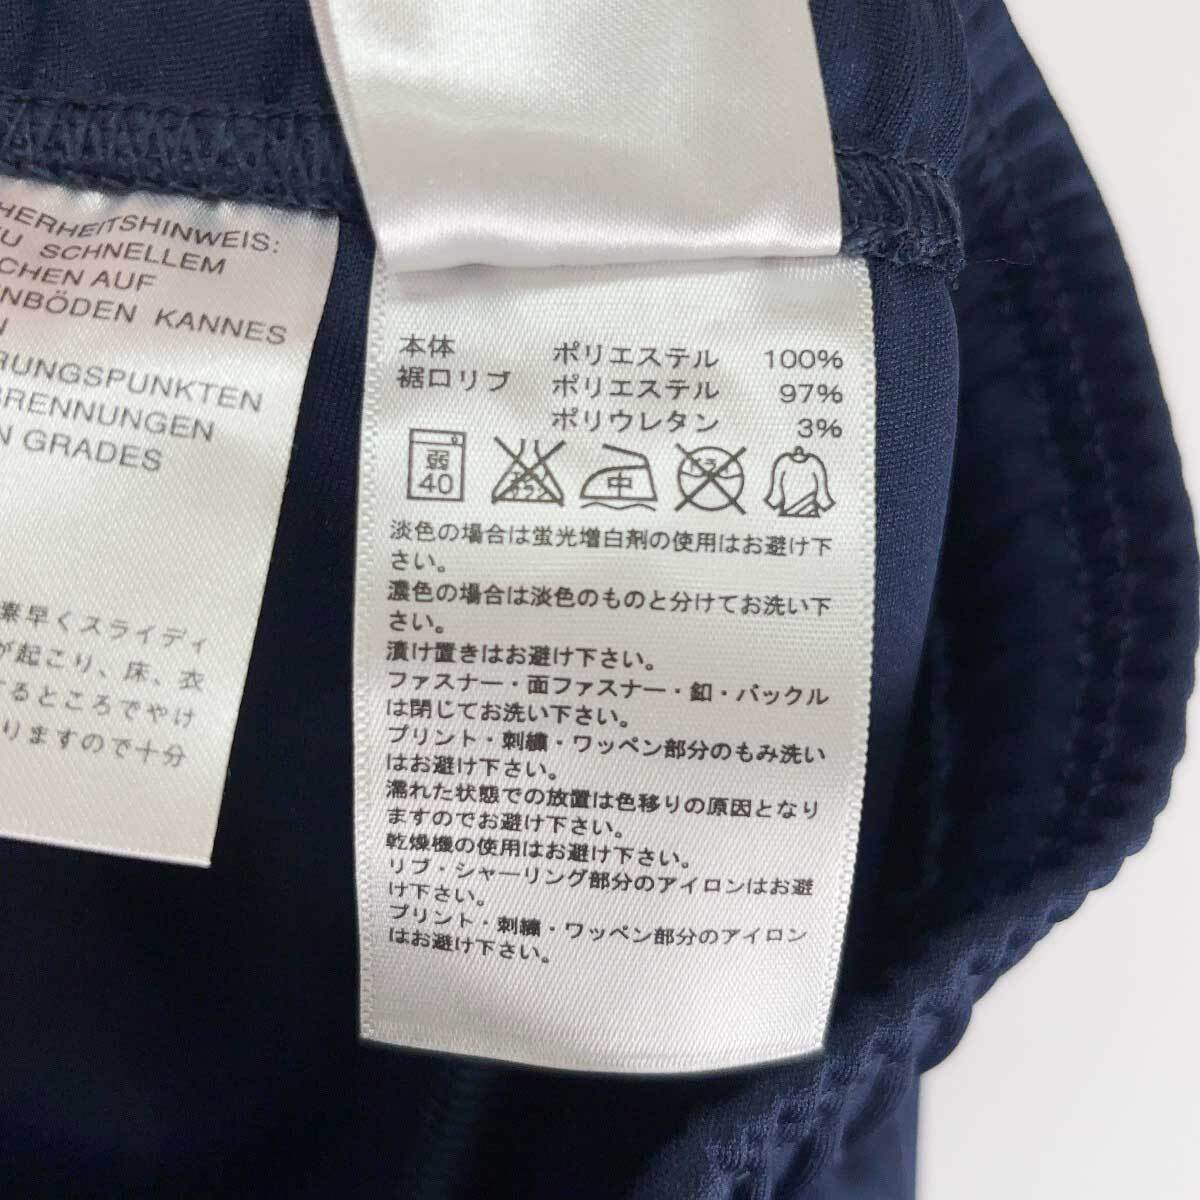 HERHEITSHINWEIS:
ZU SCHNELLEM
CHEN AUF
ENBÖDEN KANNES
N
RUNGSPUNKTEN
BRENNUNGEN
N GRADES
素早くスライディ
が起こり、床、衣
するところでやけ
りますので十分
本体 ポリエステル 100%
裾口リブ ポリエステル 97%
ポリウレタン 3%
弱
40
中
ドライ
淡色の場合は蛍光増白剤の使用はお避け下
さい。
濃色の場合は淡色のものと分けてお洗い下
さい。
漬け置きはお避け下さい。
ファスナー・面ファスナー・釦・バックル
は閉じてお洗い下さい。
プリント・刺繍・ワッペン部分のもみ洗い
はお避け下さい。
濡れた状態での放置は色移りの原因となり
ますのでお避け下さい。
乾燥機の使用はお避け下さい。
リブ・シャーリング部分のアイロンはお避
け下さい。
プリント・刺繍・ワッペン部分のアイロン
はお避け下さい。